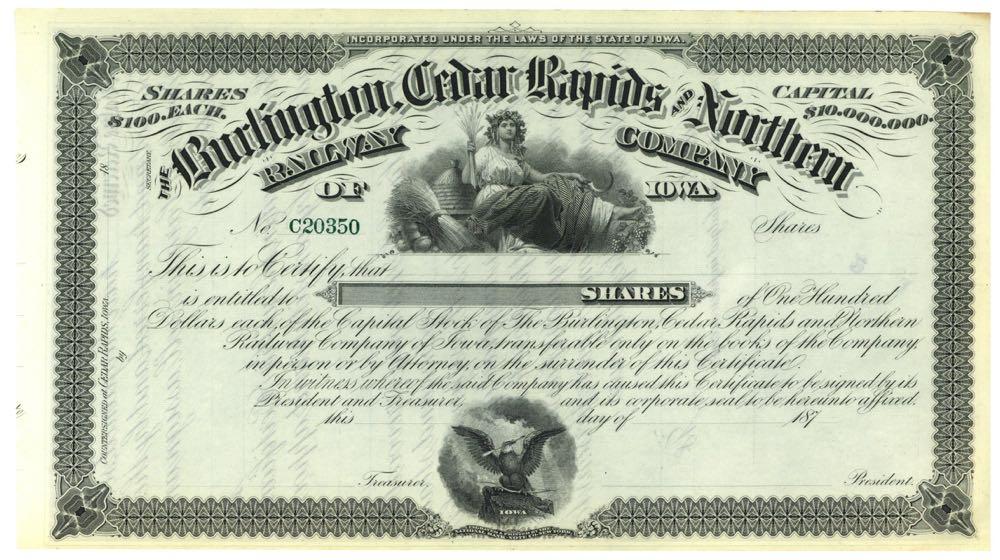 INCORPORATED UNDER THE LAWS OF THE STATE OF IOWA.
SHARES
$100. EACH.
CAPITAL
$10.000.000.
THE Burlington, Cedar Rapids AND Northern
RAILWAY COMPANY
OF IOWA.
No. C20350
Shares
This is to Certify, that
is entitled to SHARES of One Hundred
Dollars each, of the Capital Stock of The Burlington, Cedar Rapids and Northern
Railway Company of Iowa, transferable only on the books of the Company,
in person or by Attorney, on the surrender of this Certificate.
In witness whereof, the said Company has caused this Certificate to be signed by its
President and Treasurer, and its corporate seal to be hereinto affixed,
this day of 187
Treasurer. President.
IOWA
COUNTERSIGNED at CEDAR RAPIDS, IOWA. 18
by SECRETARY.